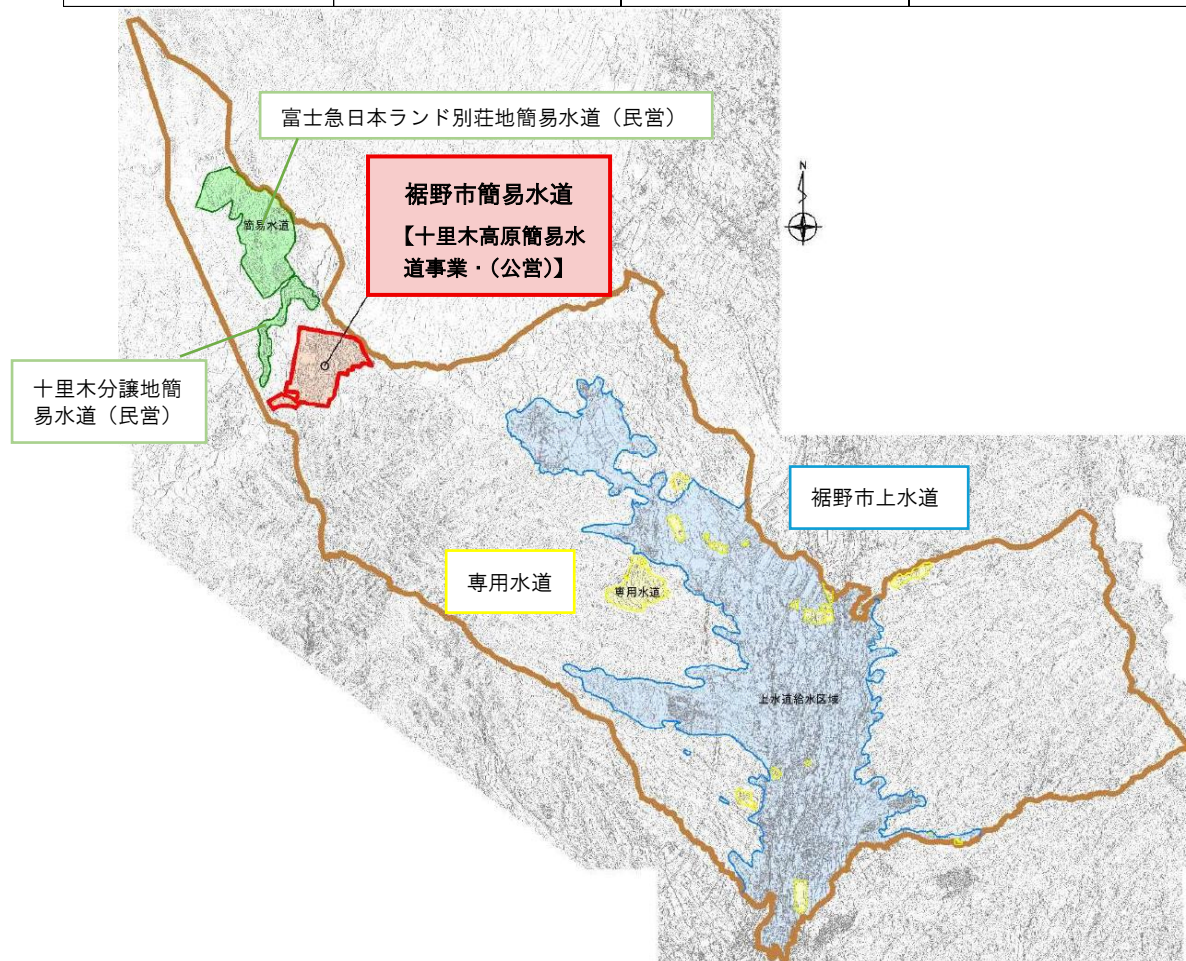 富士急日本ランド別荘地簡易水道（民営）
N
裾野市簡易水道
【十里木高原簡易水
道事業・（公営）】
簡易水道
十里木分譲地簡
易水道（民営）
裾野市上水道
専用水道
専用水道
上水道給水区域